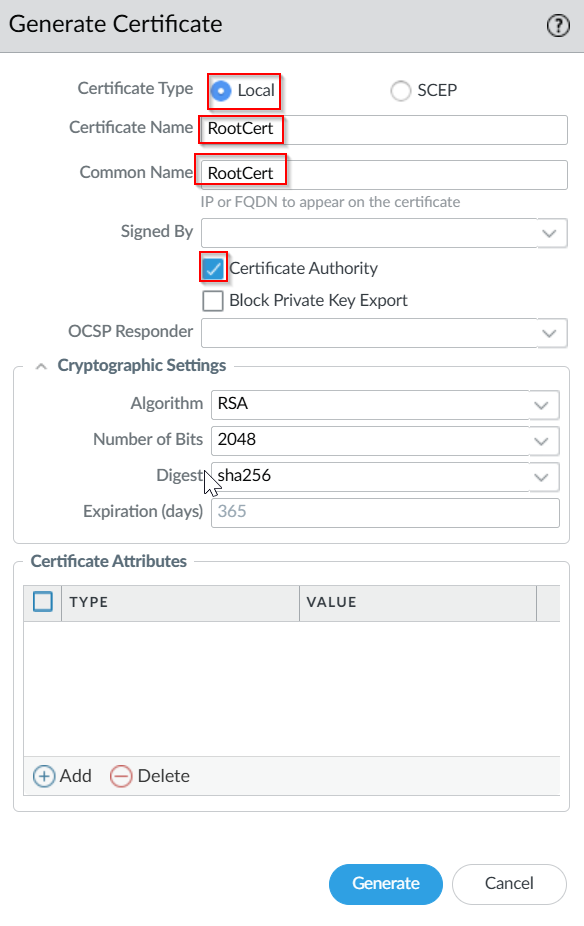 Generate Certificate ?
Certificate Type Local SCEP
Certificate Name RootCert
Common Name RootCert
IP or FQDN to appear on the certificate
Signed By
Certificate Authority
Block Private Key Export
OCSP Responder
Cryptographic Settings
Algorithm RSA
Number of Bits 2048
Digest sha256
Expiration (days) 365
Certificate Attributes
TYPE VALUE
Add Delete
Generate Cancel